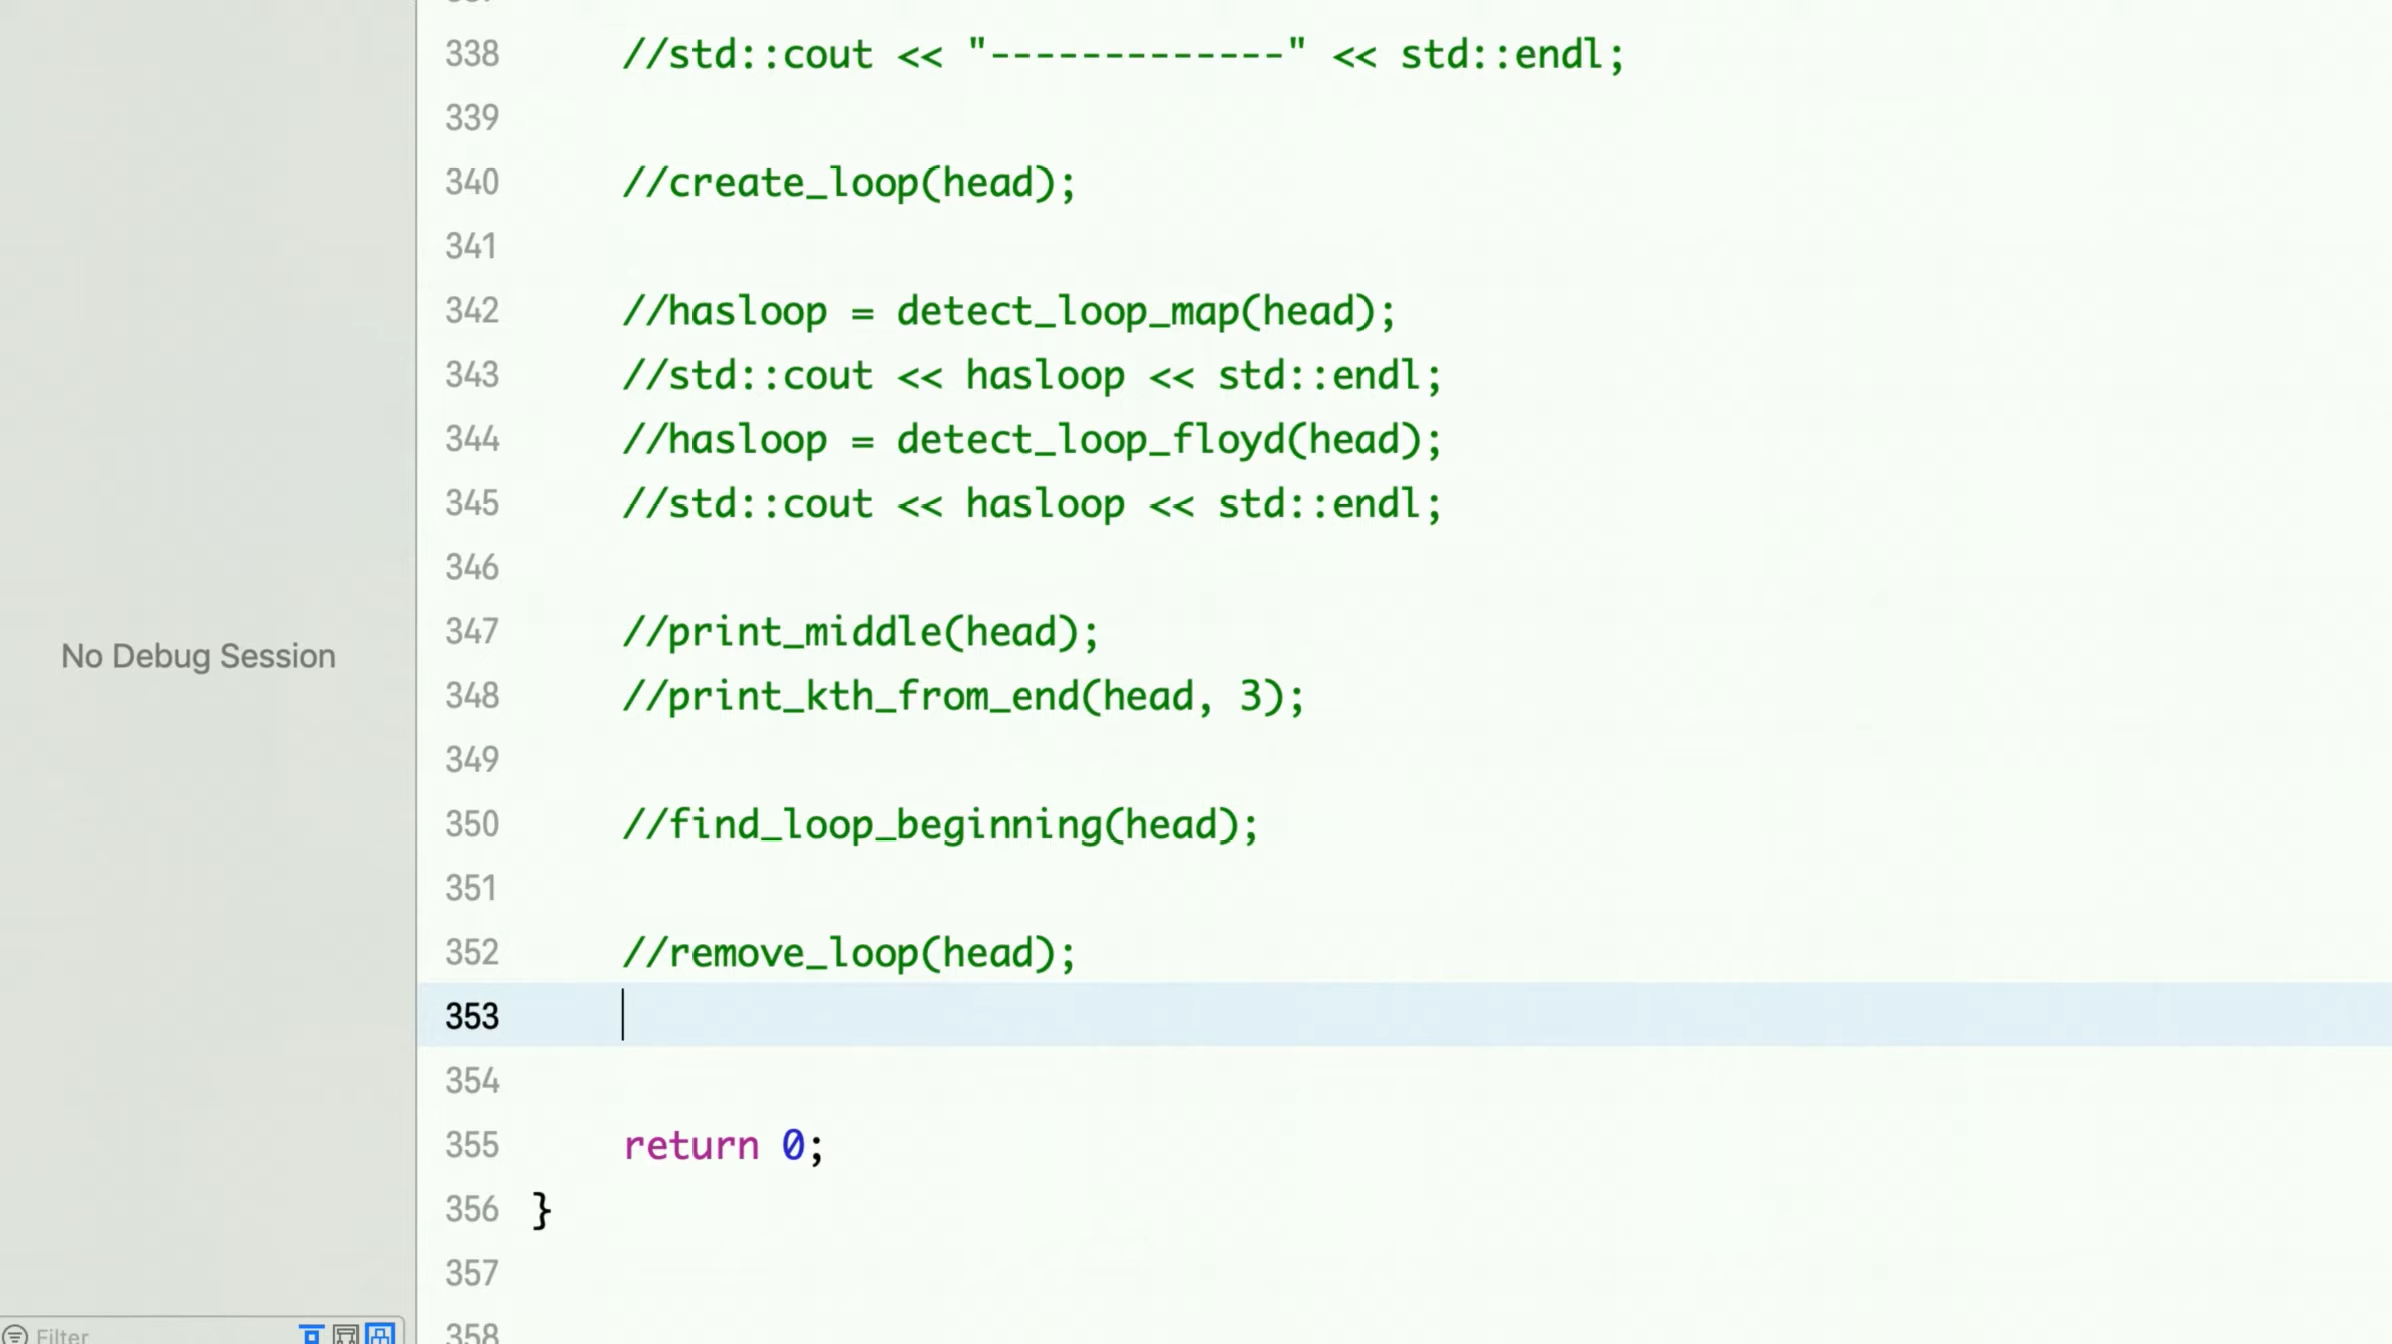 338 //std::cout << "-------------" << std::endl;
339
340 //create_loop(head);
341
342 //hasloop = detect_loop_map(head);
343 //std::cout << hasloop << std::endl;
344 //hasloop = detect_loop_floyd(head);
345 //std::cout << hasloop << std::endl;
346
347 //print_middle(head);
No Debug Session
348 //print_kth_from_end(head, 3);
349
350 //find_loop_beginning(head);
351
352 //remove_loop(head);
353
354
355 return 0;
356 }
357
358
Filter